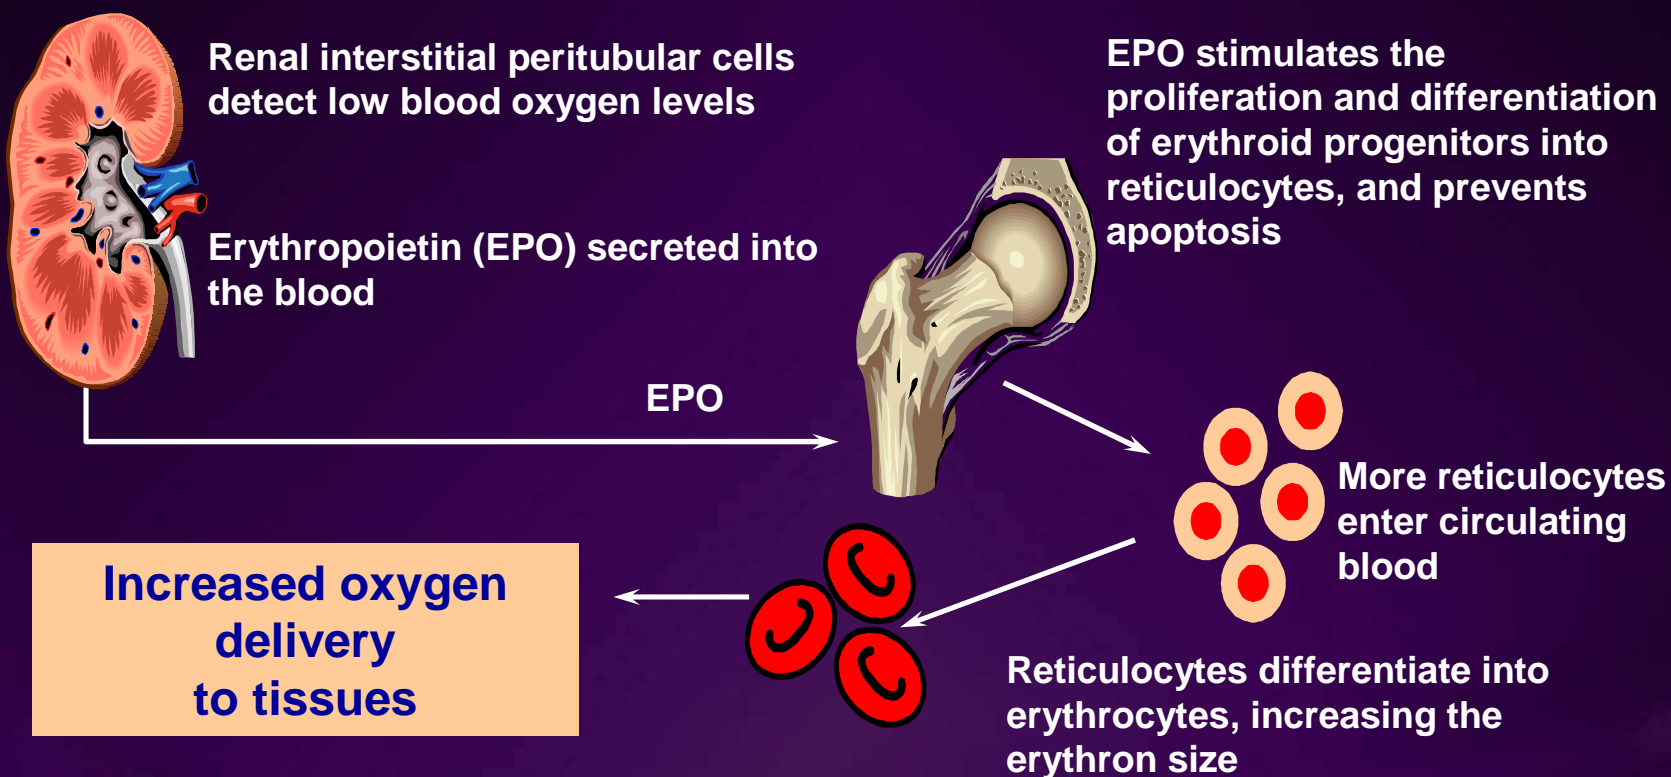 Renal interstitial peritubular cells
detect low blood oxygen levels
Erythropoietin (EPO) secreted into
the blood
EPO stimulates the
proliferation and differentiation
of erythroid progenitors into
reticulocytes, and prevents
apoptosis
EPO
More reticulocytes
enter circulating
blood
Reticulocytes differentiate into
erythrocytes, increasing the
erythron size
Increased oxygen
delivery
to tissues